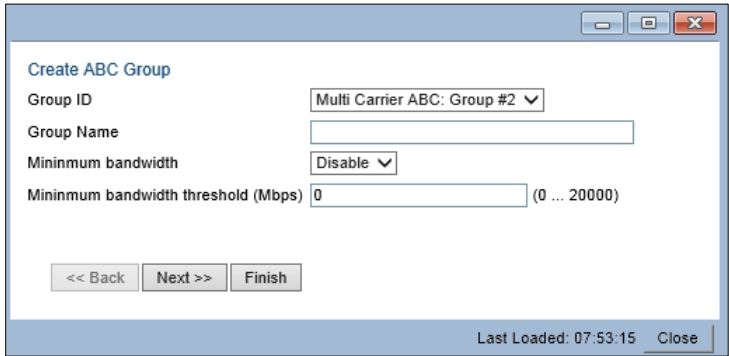 Create ABC Group
Group ID Multi Carrier ABC: Group #2
Group Name
Mininmum bandwidth Disable
Mininmum bandwidth threshold (Mbps) 0 (0 ... 20000)
<< Back Next >> Finish
Last Loaded: 07:53:15 Close